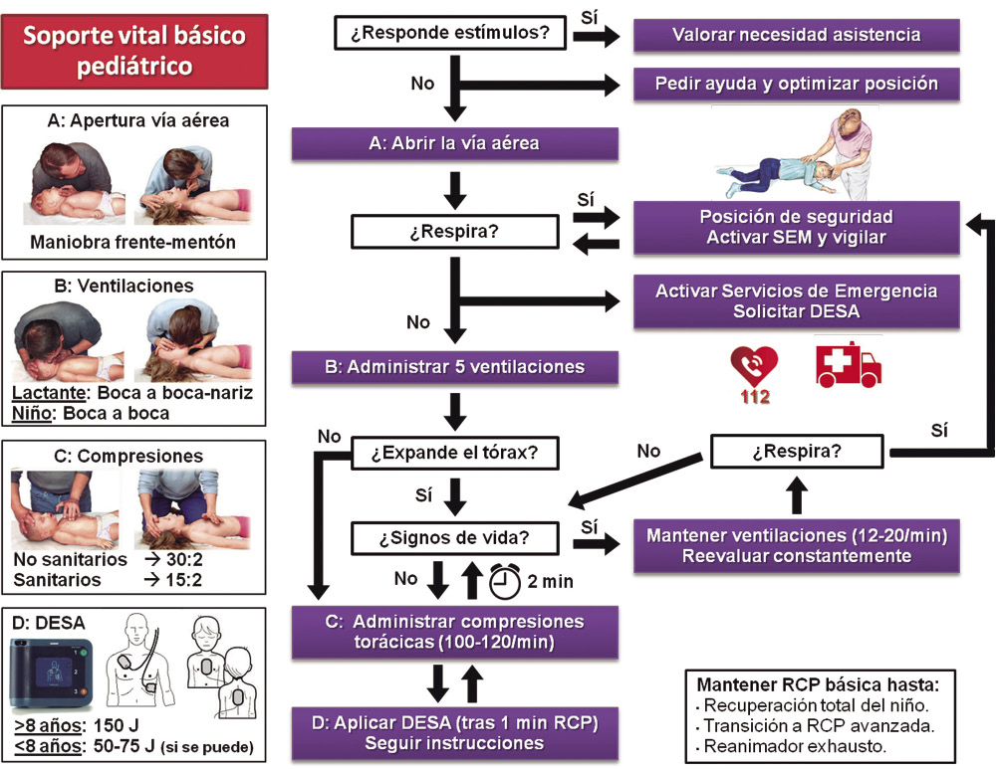 Soporte vital básico
pediátrico
A: Apertura vía aérea
Maniobra frente-mentón
B: Ventilaciones
Lactante: Boca a boca-nariz
Niño: Boca a boca
C: Compresiones
No sanitarios → 30:2
Sanitarios → 15:2
D: DESA
1
2
3
>8 años: 150 J
<8 años: 50-75 J (si se puede)
¿Responde estímulos?
Sí
Valorar necesidad asistencia
No
Pedir ayuda y optimizar posición
A: Abrir la vía aérea
¿Respira?
Sí
Posición de seguridad
Activar SEM y vigilar
No
Activar Servicios de Emergencia
Solicitar DESA
112
B: Administrar 5 ventilaciones
No
¿Expande el tórax?
Sí
¿Signos de vida?
Sí
Mantener ventilaciones (12-20/min)
Reevaluar constantemente
¿Respira?
No
Sí
No
2 min
C: Administrar compresiones
torácicas (100-120/min)
D: Aplicar DESA (tras 1 min RCP)
Seguir instrucciones
Mantener RCP básica hasta:
· Recuperación total del niño.
· Transición a RCP avanzada.
· Reanimador exhausto.